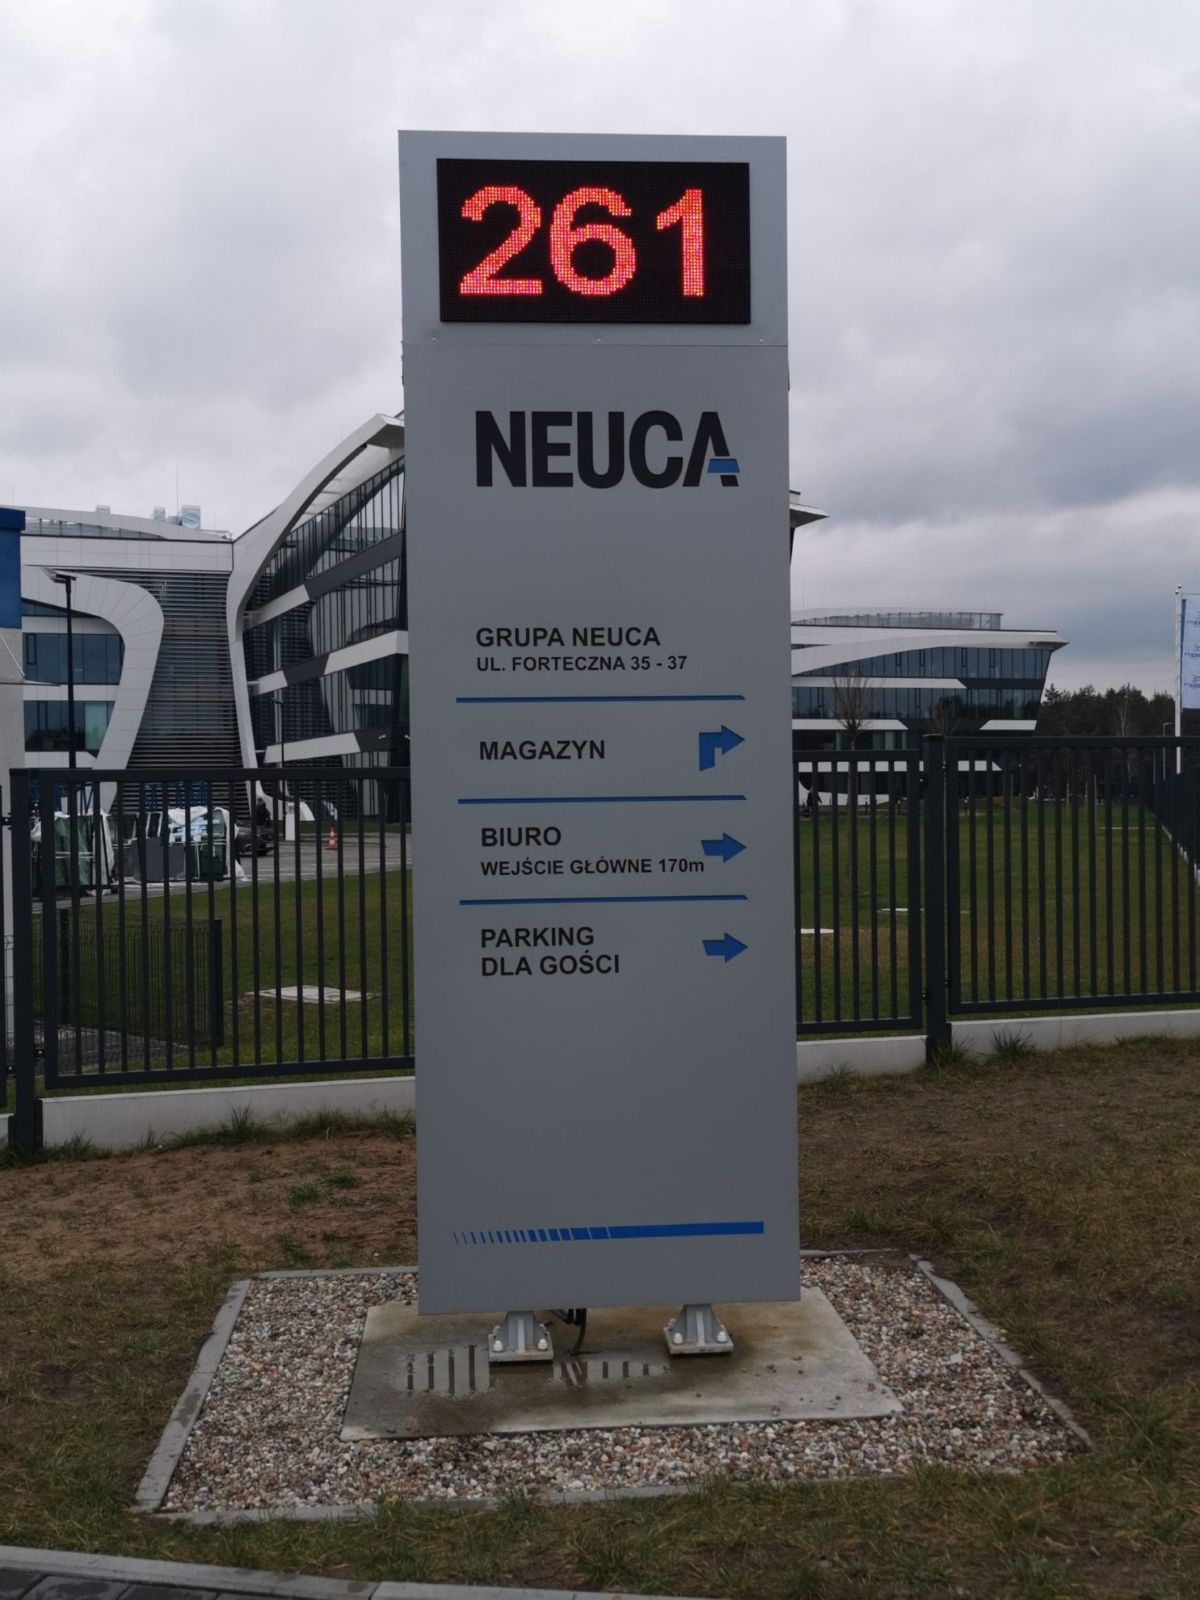 261
NEUCA
GRUPA NEUCA
UL. FORTECZNA 35 - 37
MAGAZYN
BIURO
WEJŚCIE GŁÓWNE 170m
PARKING
DLA GOŚCI